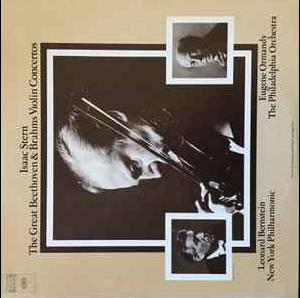 Isaac Stern
The Great Beethoven & Brahms Violin Concertos
Eugene Ormandy
The Philadelphia Orchestra
Leonard Bernstein
New York Philharmonic